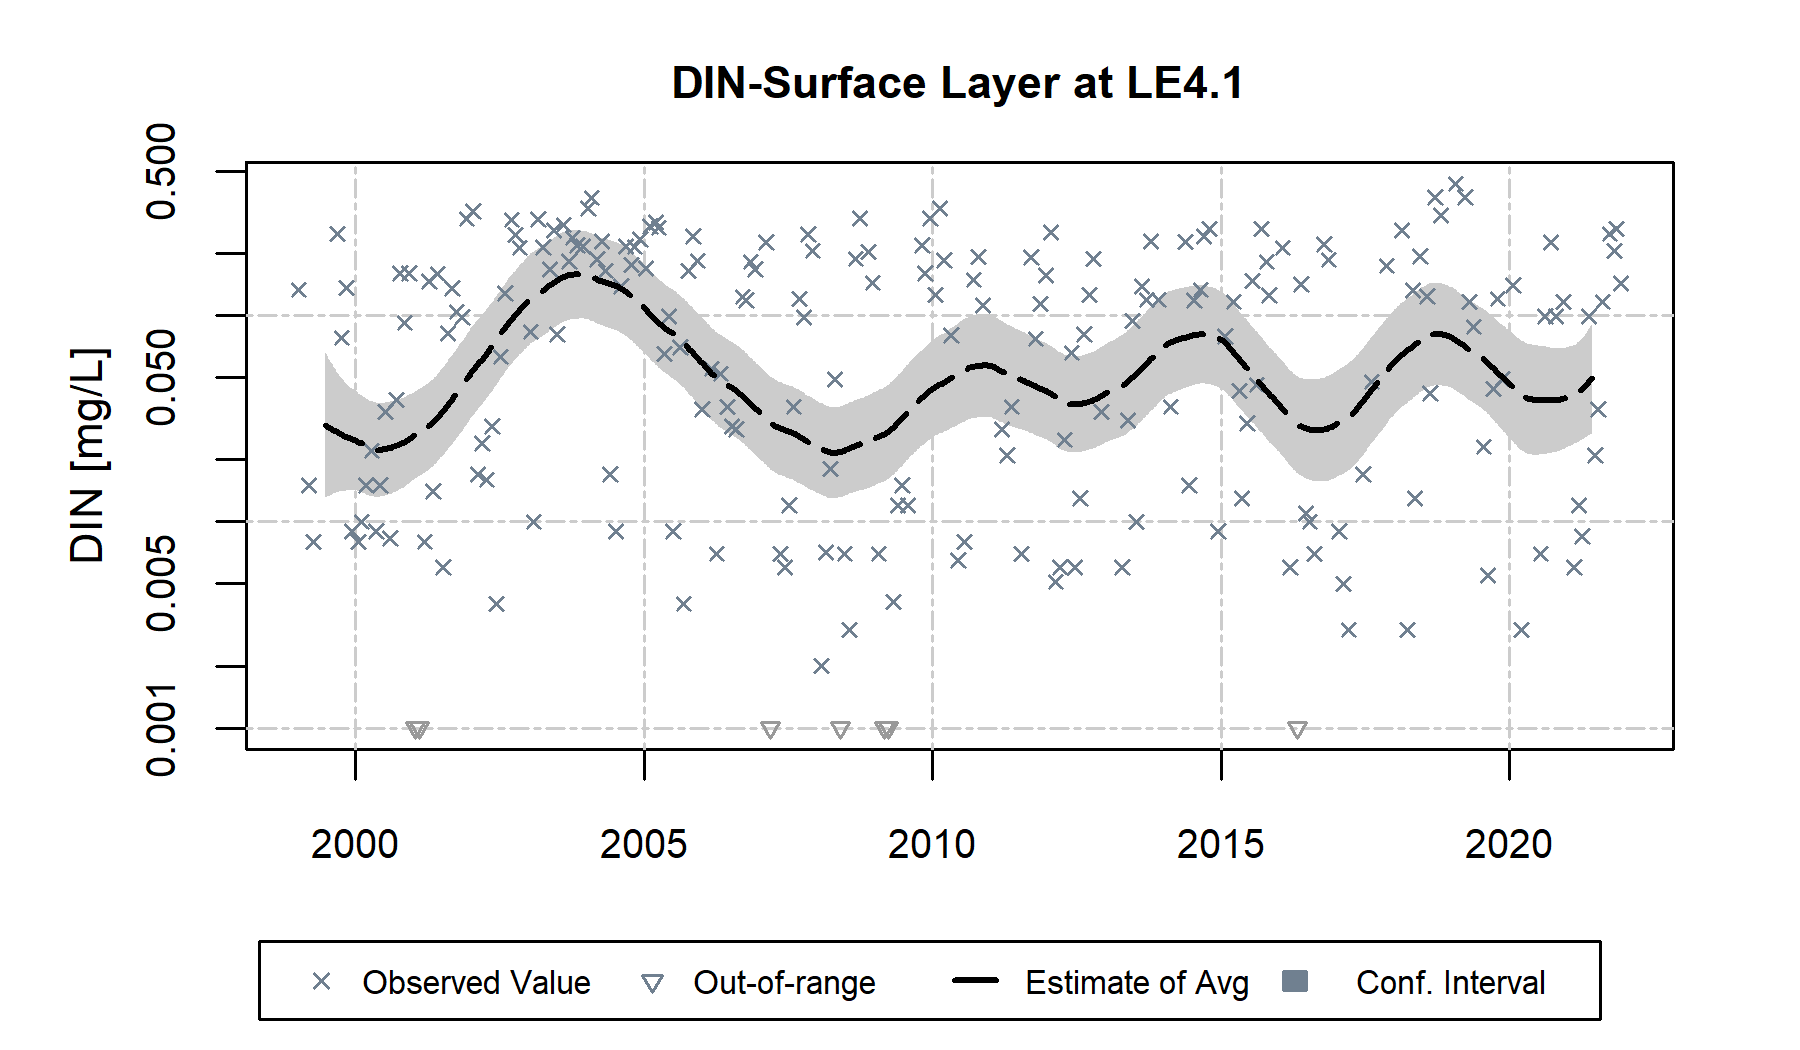 DIN-Surface Layer at LE4.1
DIN [mg/L]
0.500
0.050
0.005
0.001
2000 2005 2010 2015 2020
Observed Value Out-of-range Estimate of Avg Conf. Interval